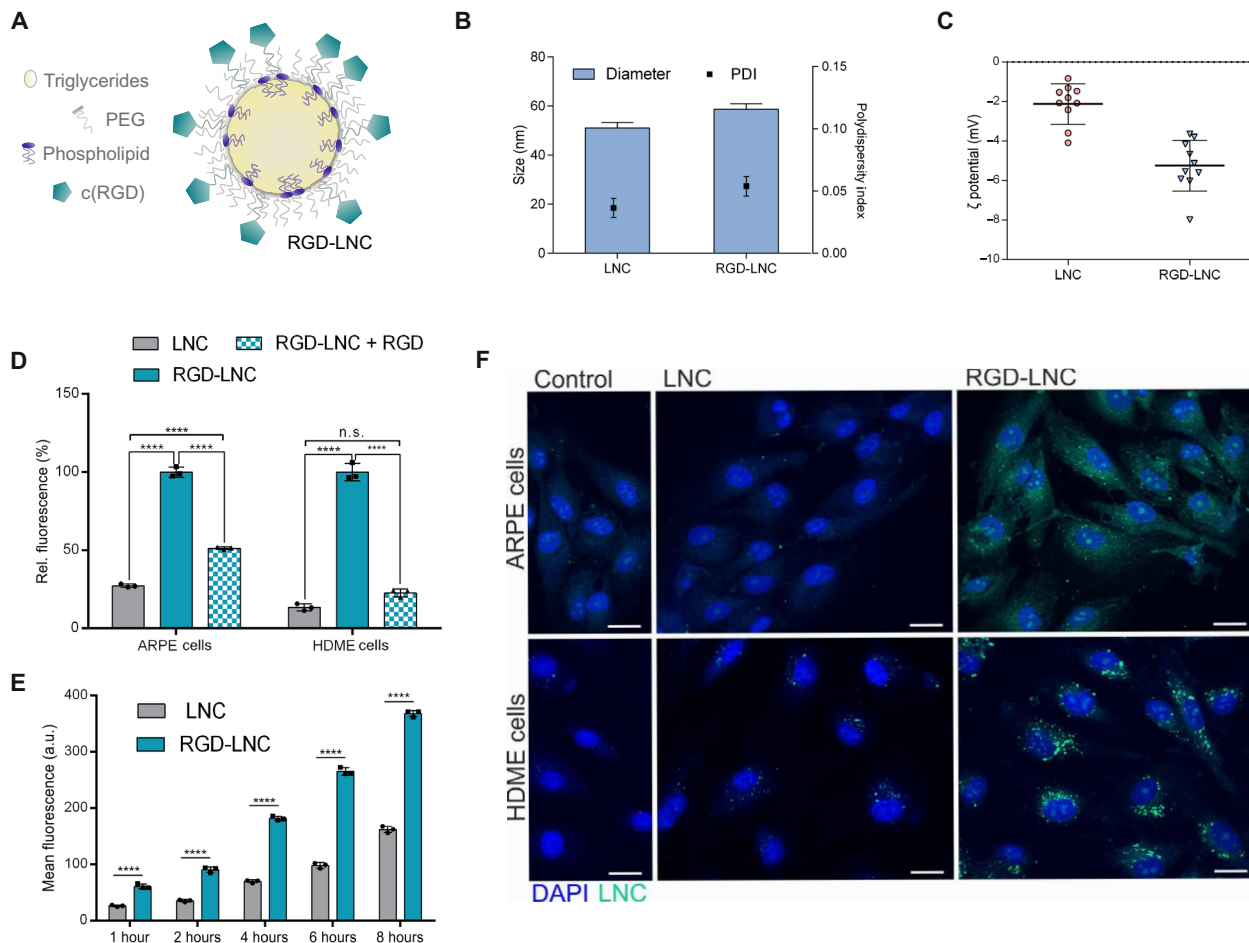 A
Triglycerides
PEG
Phospholipid
c(RGD)
RGD-LNC
B
Diameter
PDI
Size (nm)
60
40
20
0
80
Polydispersity index
0.15
0.10
0.05
0.00
LNC
RGD-LNC
C
ζ potential (mV)
0
−2
−4
−6
−8
−10
LNC
RGD-LNC
D
LNC
RGD-LNC + RGD
RGD-LNC
Rel. fluorescence (%)
150
100
50
0
****
**** ****
n.s.
**** ****
ARPE cells
HDME cells
E
LNC
RGD-LNC
Mean fluorescence (a.u.)
400
300
200
100
0
****
****
****
****
****
1 hour
2 hours
4 hours
6 hours
8 hours
F
Control
LNC
RGD-LNC
ARPE cells
HDME cells
DAPI LNC